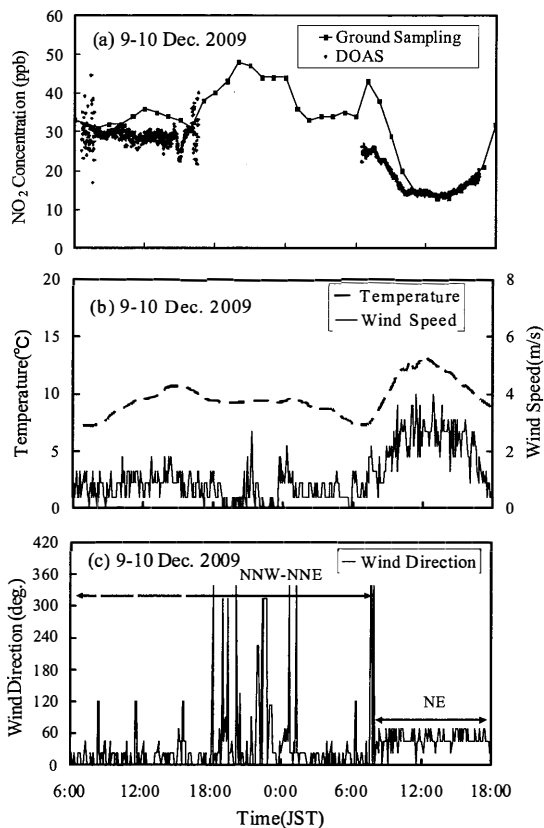 60
50
40
30
20
10
0
NO2 Concentration (ppb)
(a) 9-10 Dec. 2009
Ground Sampling
DOAS
20
15
10
5
0
Temperature(℃)
(b) 9-10 Dec. 2009
Temperature
Wind Speed
8
6
4
2
0
Wind Speed(m/s)
420
360
300
240
180
120
60
0
Wind Direction (deg.)
(c) 9-10 Dec. 2009
Wind Direction
NNW-NNE
NE
6:00 12:00 18:00 0:00 6:00 12:00 18:00
Time(JST)